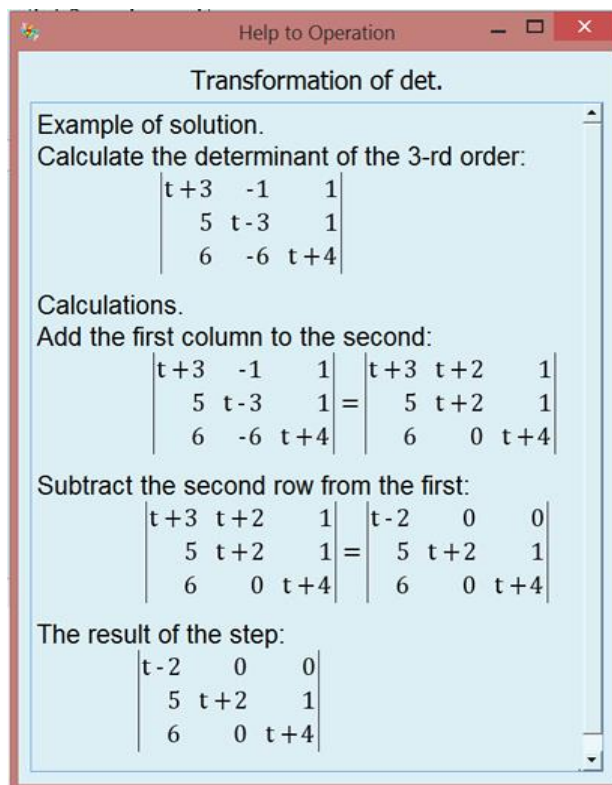 Help to Operation
Transformation of det.
Example of solution.
Calculate the determinant of the 3-rd order:
|t+3 -1 1|
|5 t-3 1|
|6 -6 t+4|
Calculations.
Add the first column to the second:
|t+3 -1 1| |t+3 t+2 1|
|5 t-3 1| = |5 t+2 1|
|6 -6 t+4| |6 0 t+4|
Subtract the second row from the first:
|t+3 t+2 1| |t-2 0 0|
|5 t+2 1| = |5 t+2 1|
|6 0 t+4| |6 0 t+4|
The result of the step:
|t-2 0 0|
|5 t+2 1|
|6 0 t+4|